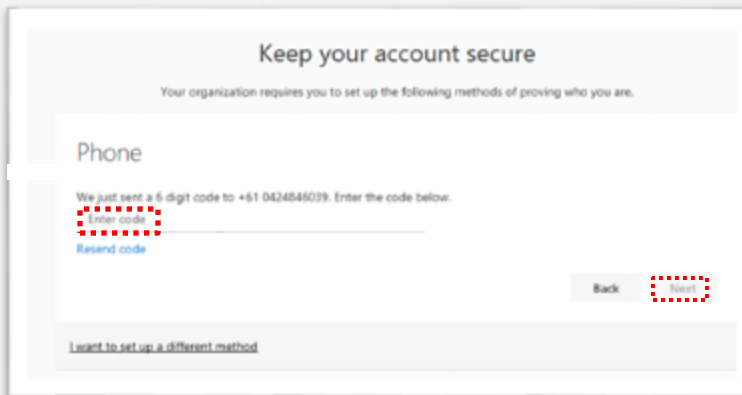 Keep your account secure
Your organization requires you to set up the following methods of proving who you are.
Phone
We just sent a 6 digit code to +61 0424846039. Enter the code below.
Enter code
Resend code
Back Next
I want to set up a different method